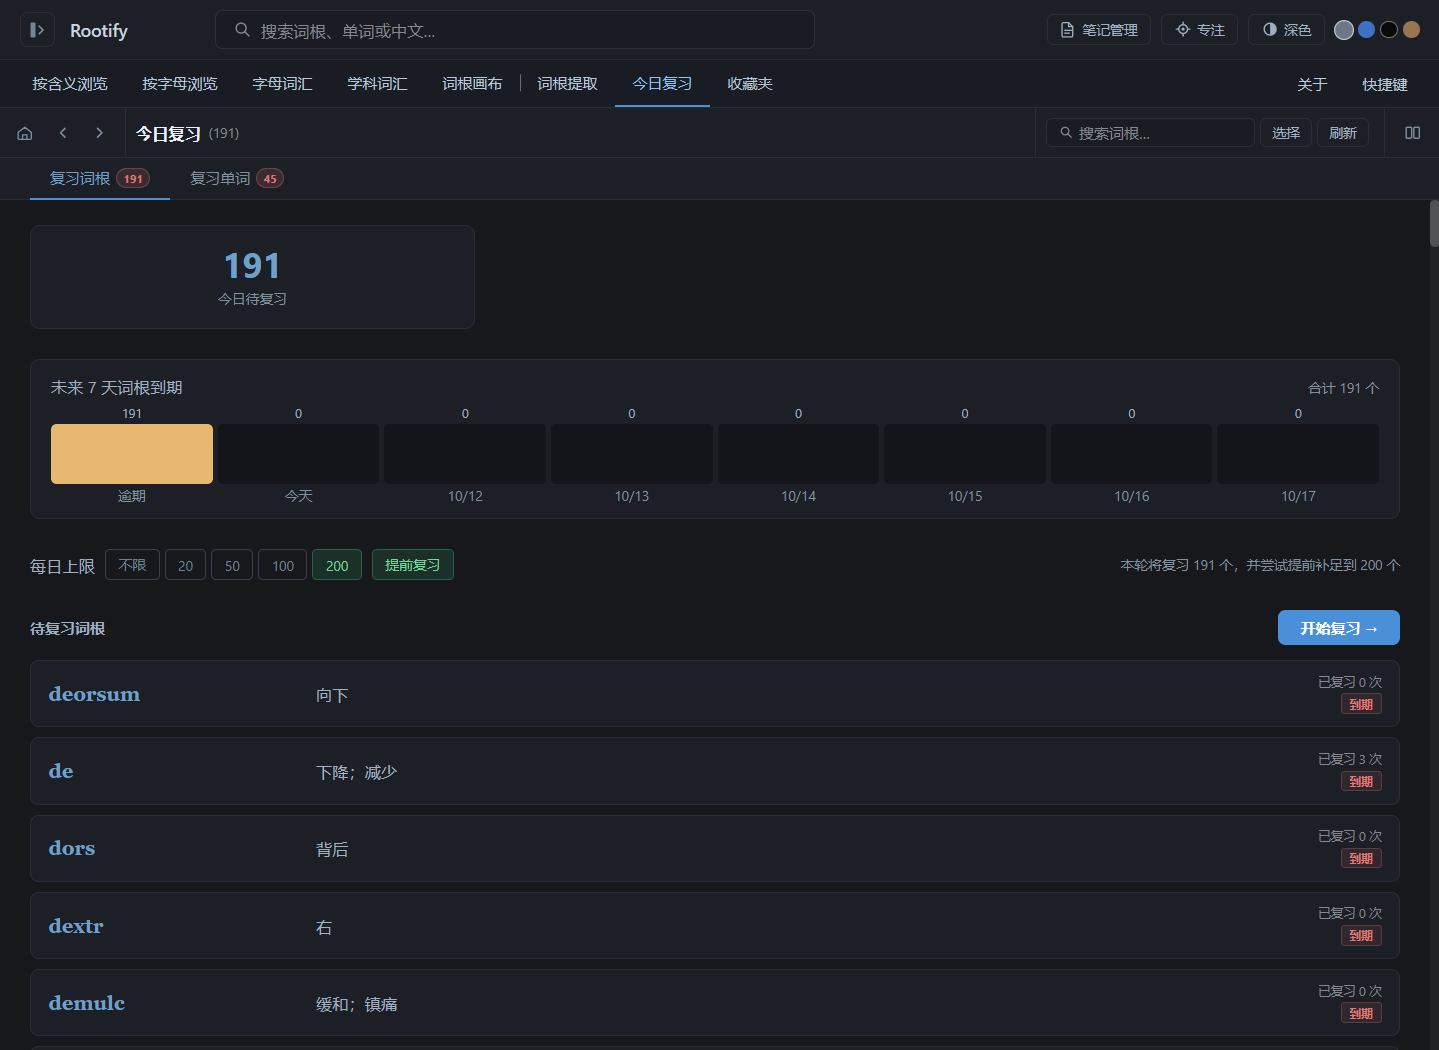 Rootify
搜索词根、单词或中文...
笔记管理
专注
深色
按含义浏览 按字母浏览 字母词汇 学科词汇 词根画布 词根提取 今日复习 收藏夹 关于 快捷键
今日复习 (191)
搜索词根...
选择
刷新
复习词根 191
复习单词 45
191
今日待复习
未来 7 天词根到期
合计 191 个
191 0 0 0 0 0 0 0
逾期 今天 10/12 10/13 10/14 10/15 10/16 10/17
每日上限 不限 20 50 100 200 提前复习
本轮将复习 191 个，并尝试提前补足到 200 个
待复习词根
开始复习 →
deorsum
向下
已复习 0 次
到期
de
下降；减少
已复习 3 次
到期
dors
背后
已复习 0 次
到期
dextr
右
已复习 0 次
到期
demulc
缓和；镇痛
已复习 0 次
到期